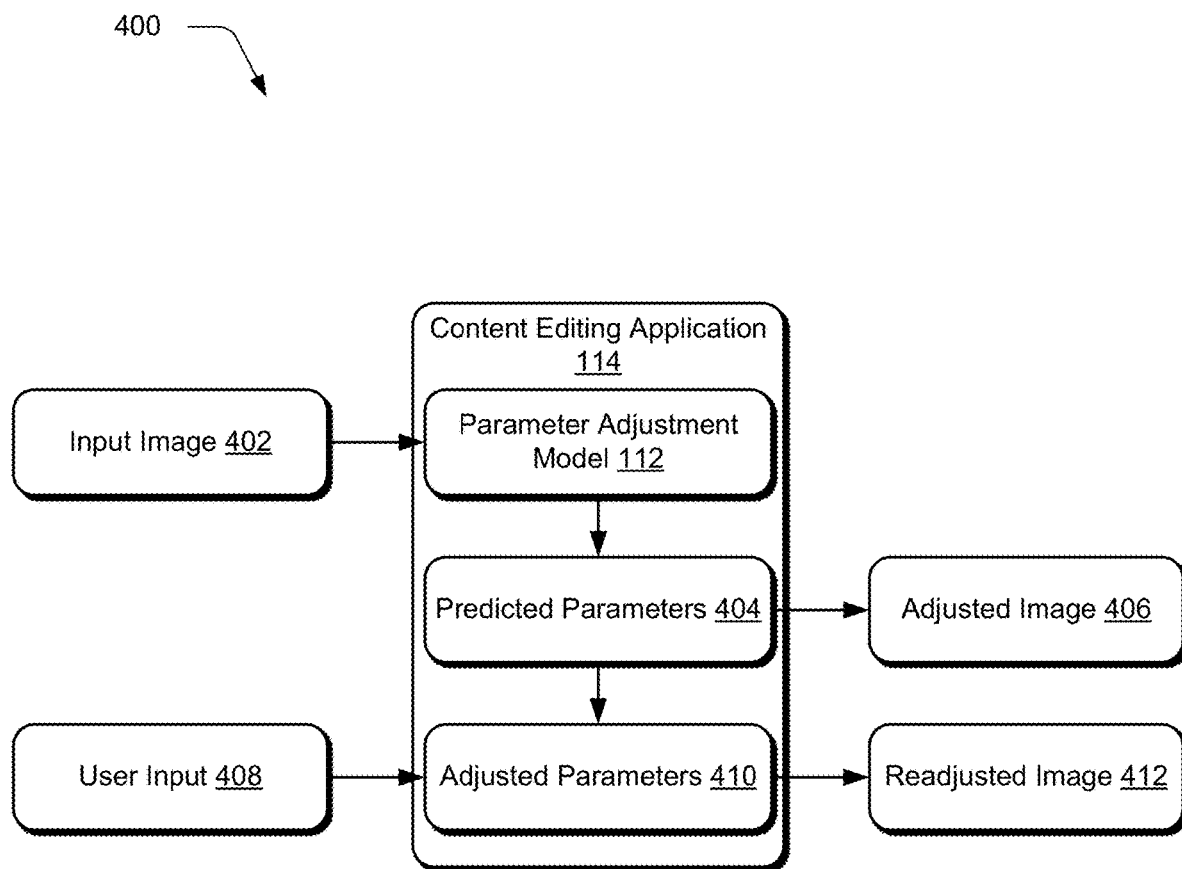 400
Content Editing Application
114
Input Image 402
Parameter Adjustment
Model 112
Predicted Parameters 404
Adjusted Image 406
User Input 408
Adjusted Parameters 410
Readjusted Image 412